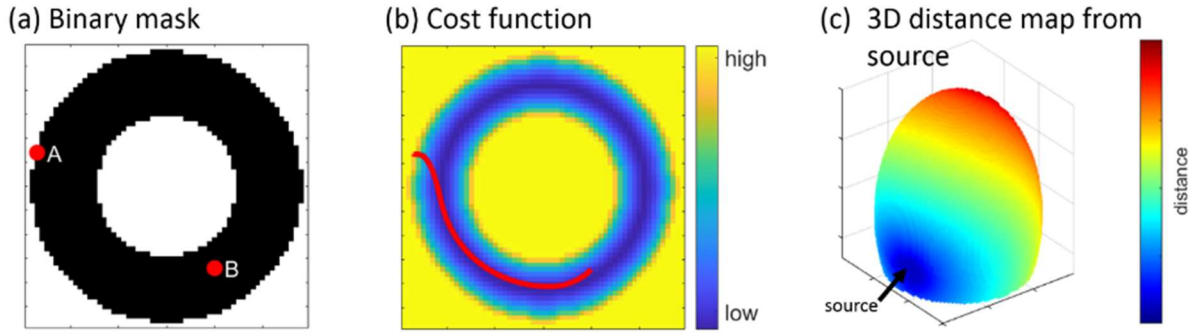 (a) Binary mask
A
B
(b) Cost function
high
low
(c) 3D distance map from
source
source
distance